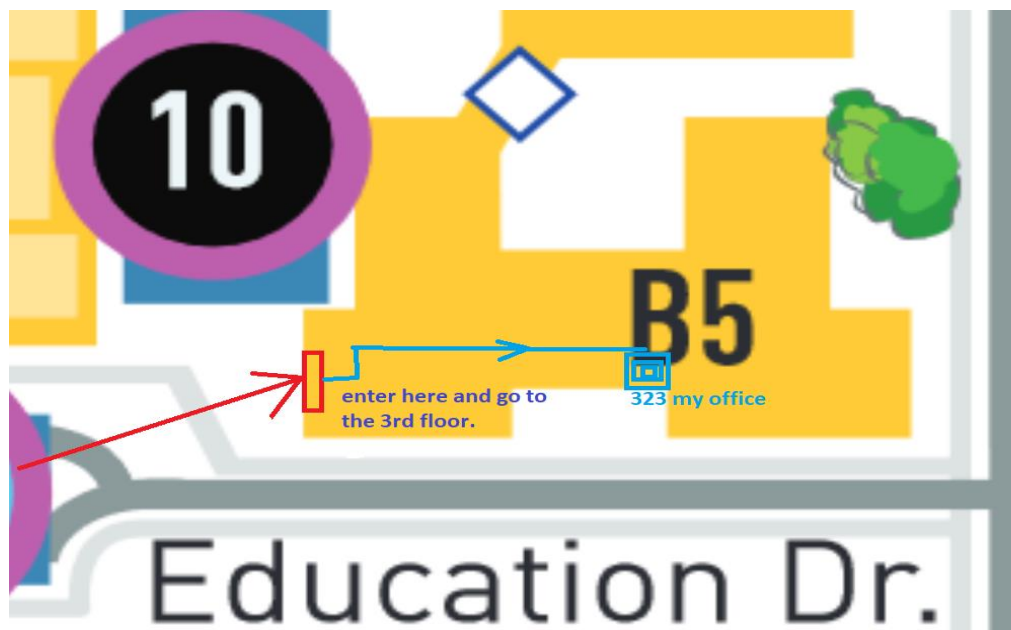 10
B5
enter here and go to
the 3rd floor.
323 my office
Education Dr.